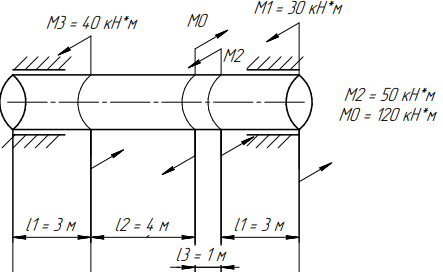 M3 = 40 кН*м
M0
M1 = 30 кН*м
M2
M2 = 50 кН*м
M0 = 120 кН*м
l1 = 3 м
l2 = 4 м
l1 = 3 м
l3 = 1 м